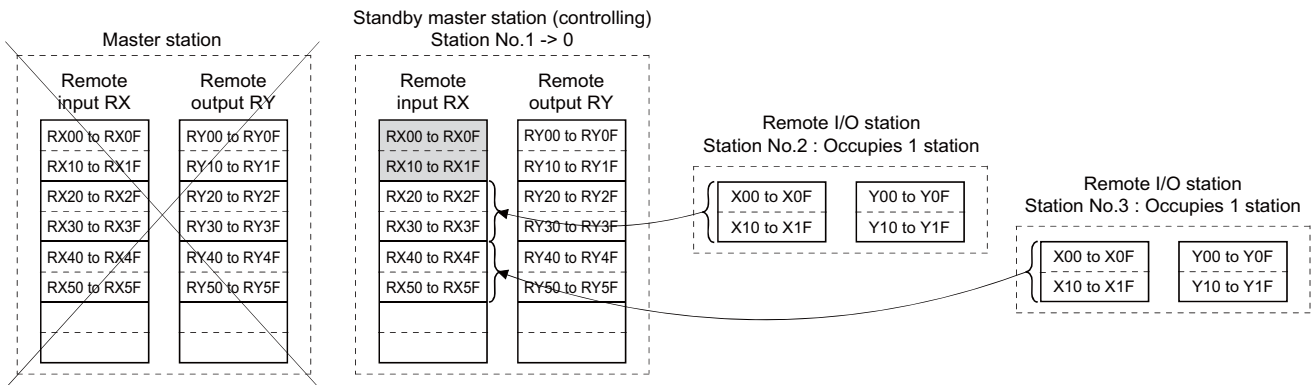 Master station
Remote input RX
Remote output RY
RX00 to RX0F
RX10 to RX1F
RX20 to RX2F
RX30 to RX3F
RX40 to RX4F
RX50 to RX5F
RY00 to RY0F
RY10 to RY1F
RY20 to RY2F
RY30 to RY3F
RY40 to RY4F
RY50 to RY5F
Standby master station (controlling)
Station No.1 -> 0
Remote input RX
Remote output RY
RX00 to RX0F
RX10 to RX1F
RX20 to RX2F
RX30 to RX3F
RX40 to RX4F
RX50 to RX5F
RY00 to RY0F
RY10 to RY1F
RY20 to RY2F
RY30 to RY3F
RY40 to RY4F
RY50 to RY5F
Remote I/O station
Station No.2 : Occupies 1 station
X00 to X0F
X10 to X1F
Y00 to Y0F
Y10 to Y1F
Remote I/O station
Station No.3 : Occupies 1 station
X00 to X0F
X10 to X1F
Y00 to Y0F
Y10 to Y1F